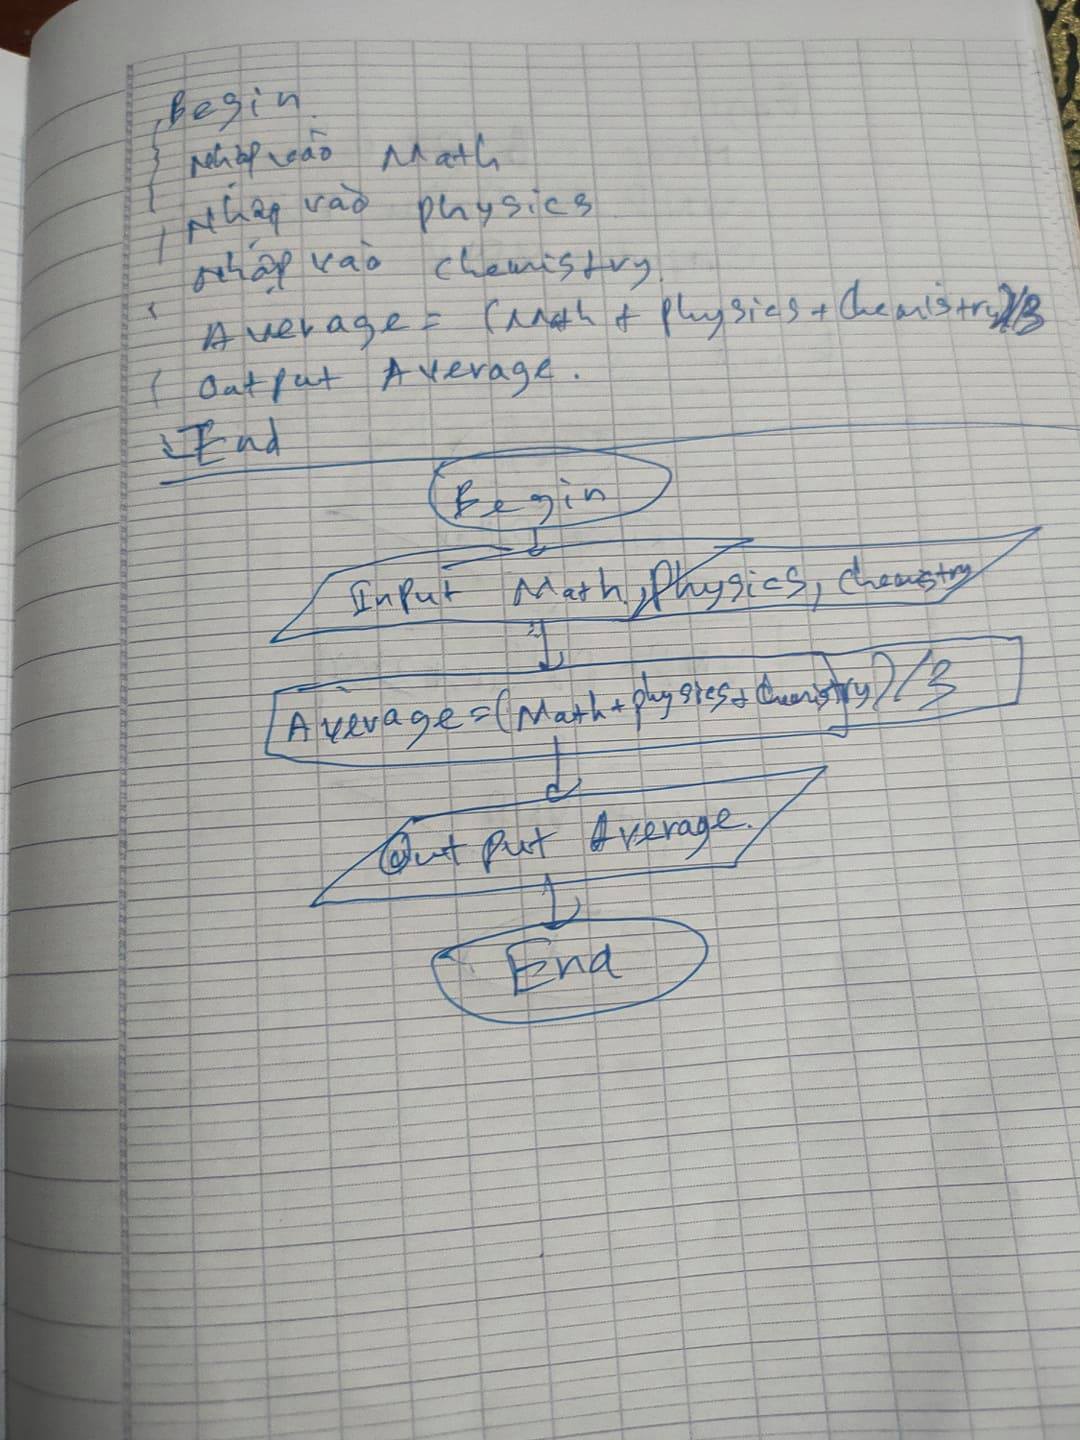 Begin
Nhập vào Math
Nhập vào physics
Nhập vào chemistry
Average = (Math + physics + Chemistry)/3
Output Average.
End
Begin
Input Math, Physics, Chemistry
Average = (Math + physics + Chemistry)/3
Output Average.
End